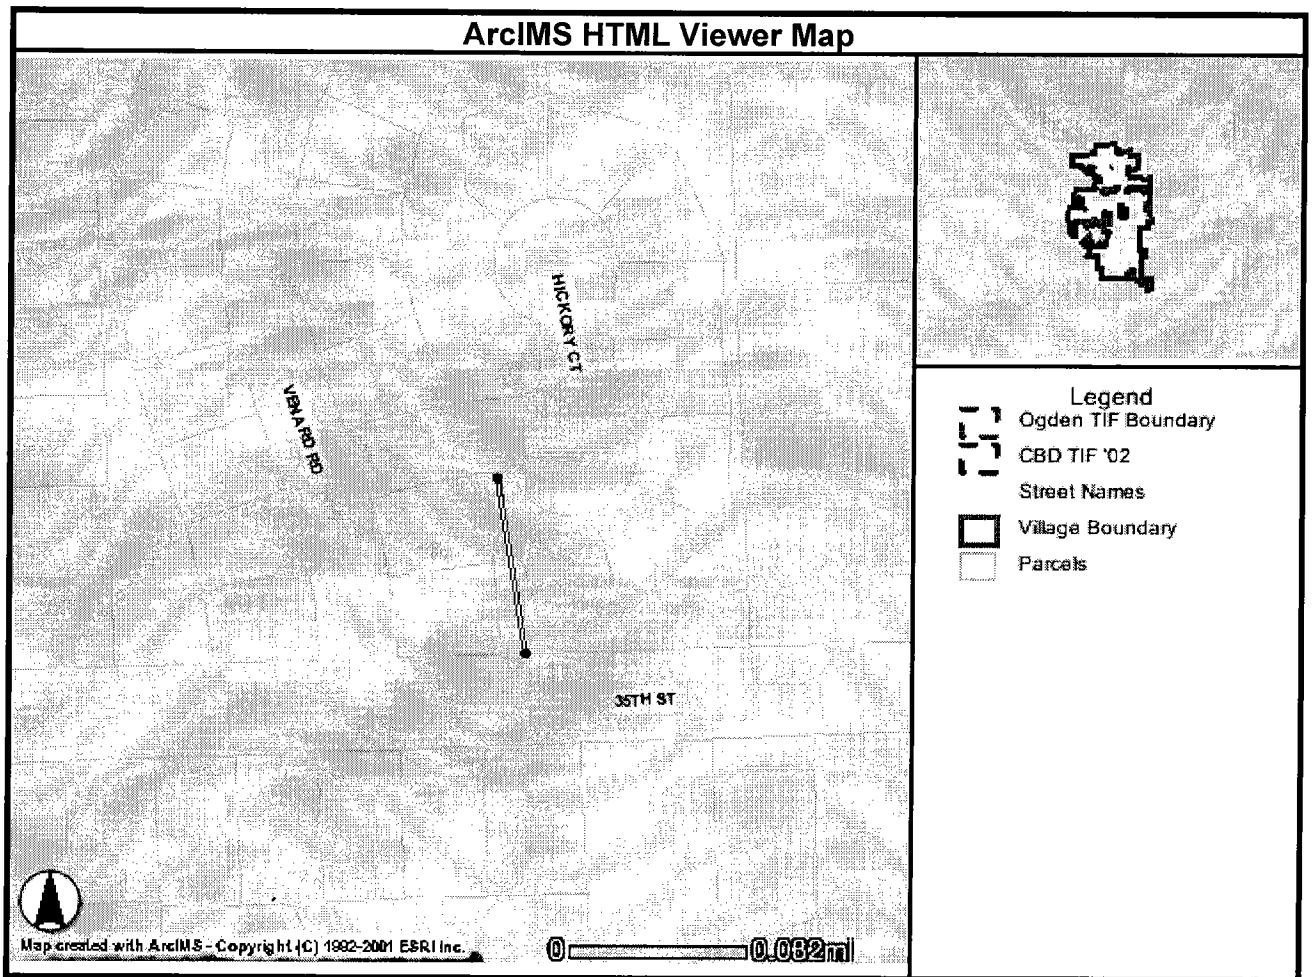 ArcIMS HTML Viewer Map
HICKORY CT
VENARD RD
35TH ST
Map created with ArcIMS - Copyright (C) 1992-2001 ESRI Inc.
0 0.082mi
Legend
Ogden TIF Boundary
CBD TIF '02
Street Names
Village Boundary
Parcels